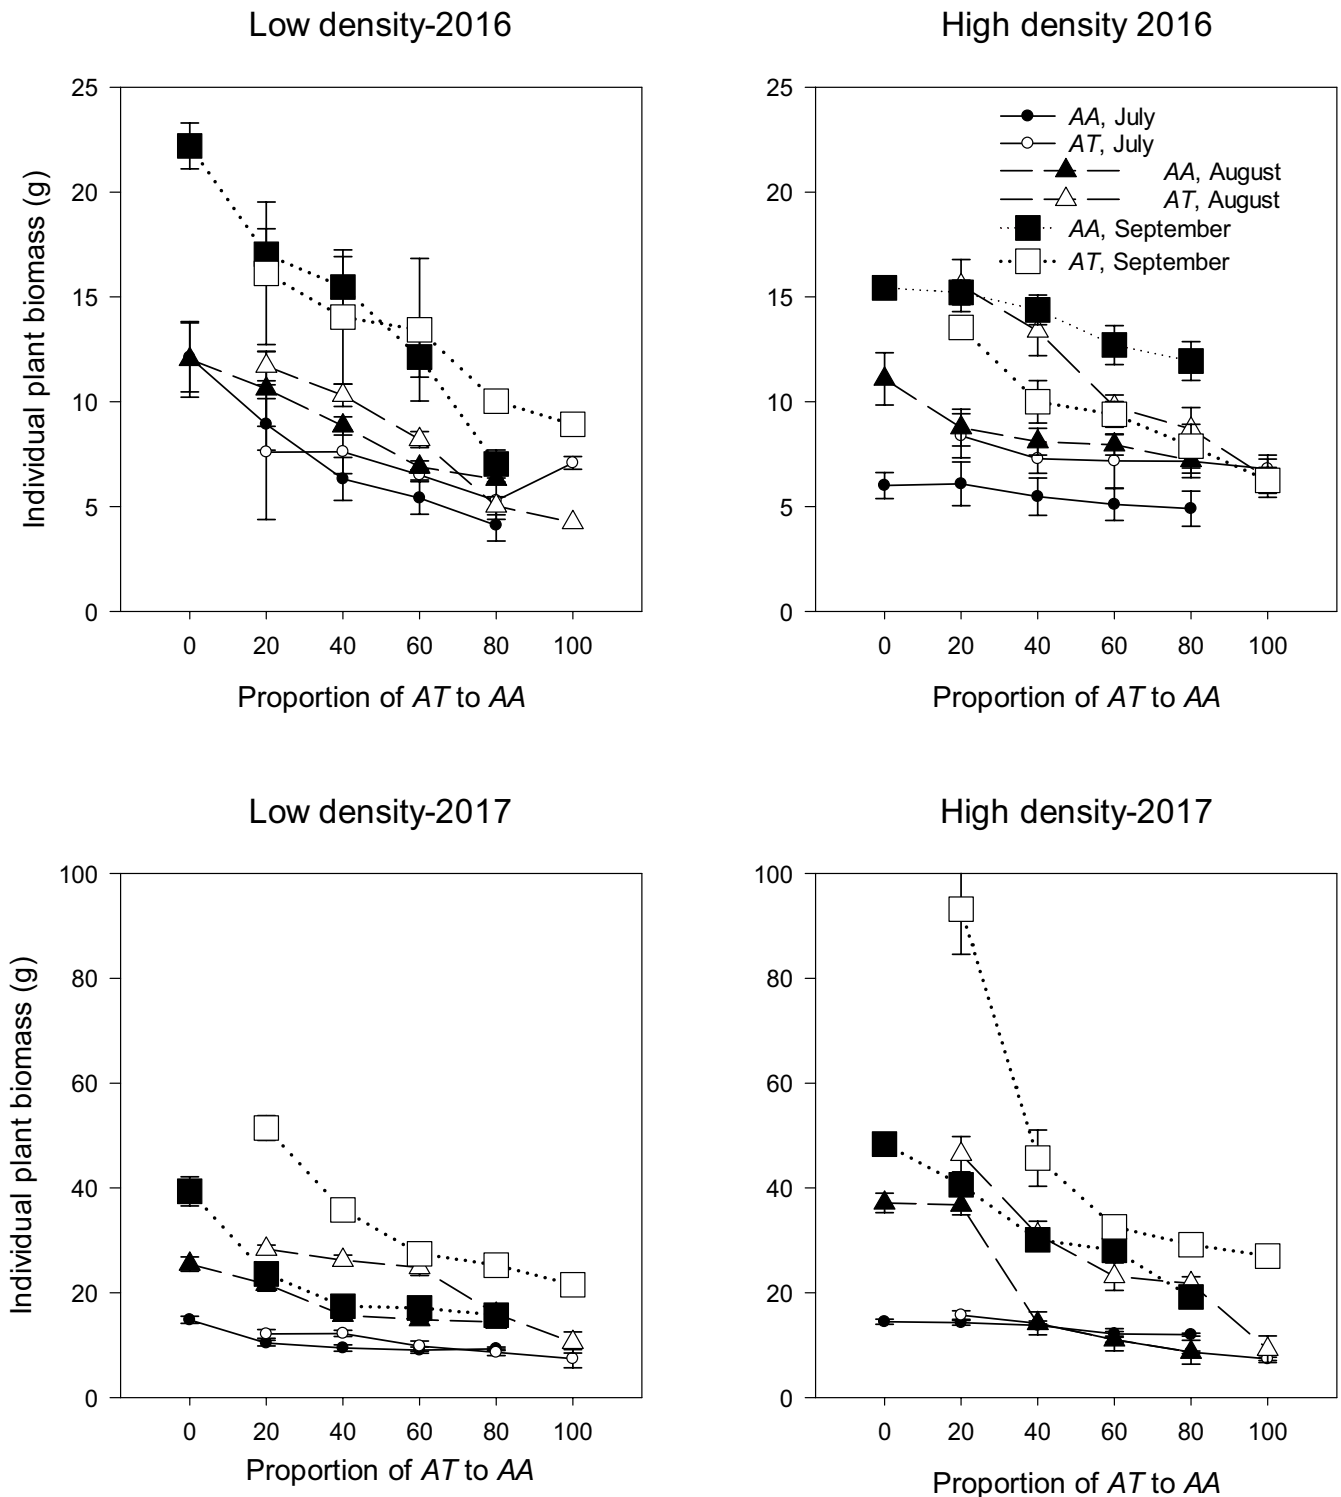 Low density-2016
High density 2016
25
20
15
10
5
0
Individual plant biomass (g)
0 20 40 60 80 100
Proportion of AT to AA
25
20
15
10
5
0
AA, July
AT, July
AA, August
AT, August
AA, September
AT, September
0 20 40 60 80 100
Proportion of AT to AA
Low density-2017
High density-2017
100
80
60
40
20
0
Individual plant biomass (g)
0 20 40 60 80 100
Proportion of AT to AA
100
80
60
40
20
0
0 20 40 60 80 100
Proportion of AT to AA